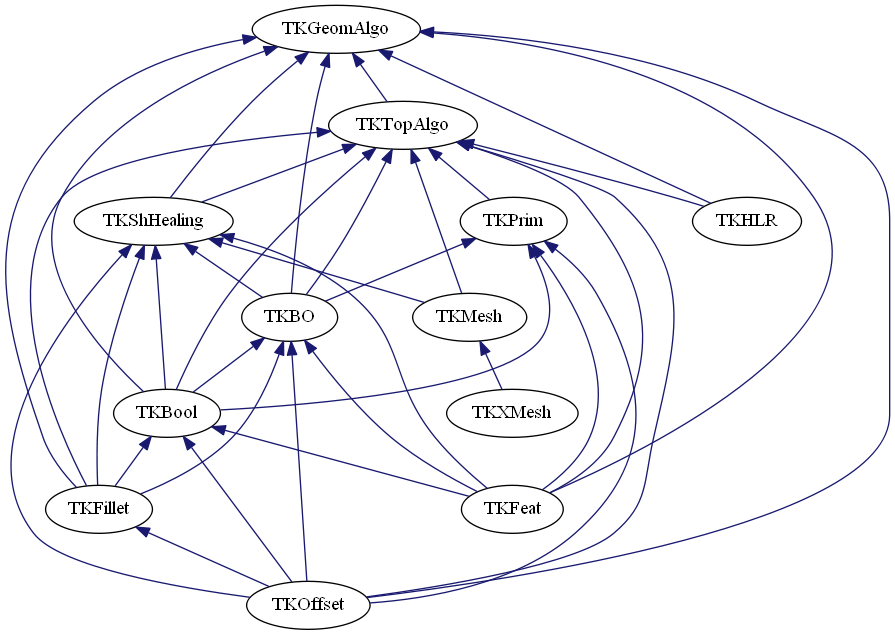 TKGeomAlgo
TKTopAlgo
TKShHealing
TKPrim
TKHLR
TKBO
TKMesh
TKBool
TKXMesh
TKFillet
TKFeat
TKOffset